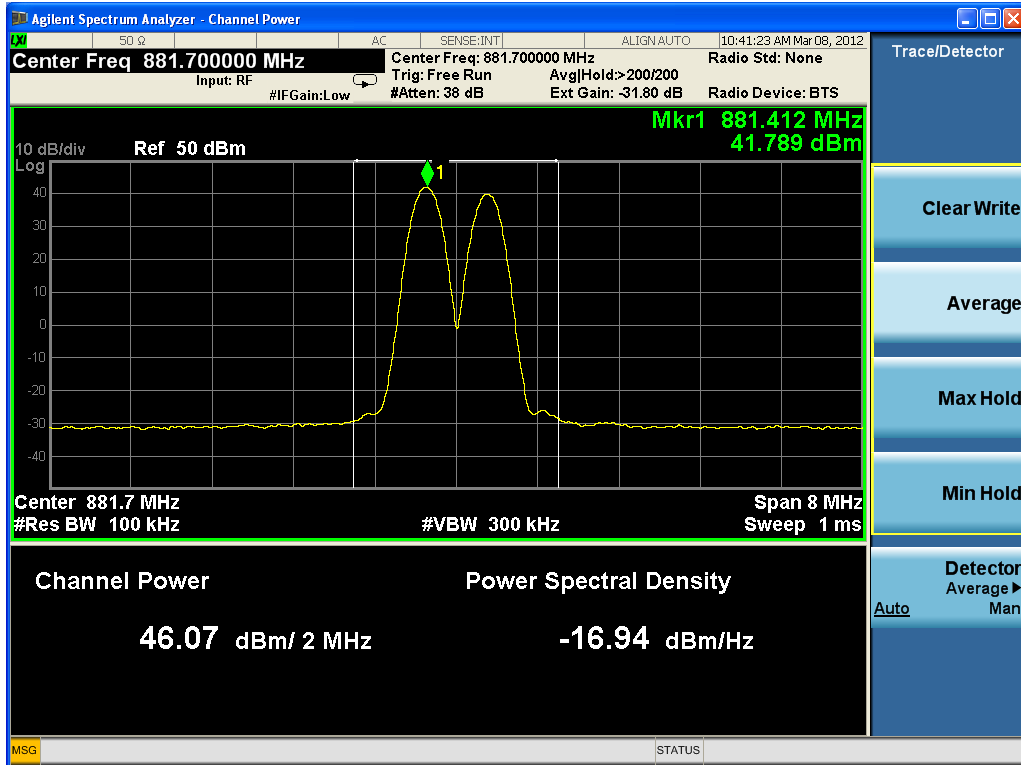 Agilent Spectrum Analyzer - Channel Power
LXI 50 Ω AC SENSE:INT ALIGN AUTO 10:41:23 AM Mar 08, 2012
Center Freq 881.700000 MHz
Input: RF
#IFGain:Low
Center Freq: 881.700000 MHz
Trig: Free Run Avg|Hold:>200/200
#Atten: 38 dB Ext Gain: -31.80 dB
Radio Std: None
Radio Device: BTS
Mkr1 881.412 MHz
41.789 dBm
10 dB/div Ref 50 dBm
Log
1
40
30
20
10
0
-10
-20
-30
-40
Center 881.7 MHz Span 8 MHz
#Res BW 100 kHz #VBW 300 kHz Sweep 1 ms
Channel Power Power Spectral Density
46.07 dBm/ 2 MHz -16.94 dBm/Hz
MSG STATUS
Trace/Detector
Clear Write
Average
Max Hold
Min Hold
Detector
Average
Auto Man